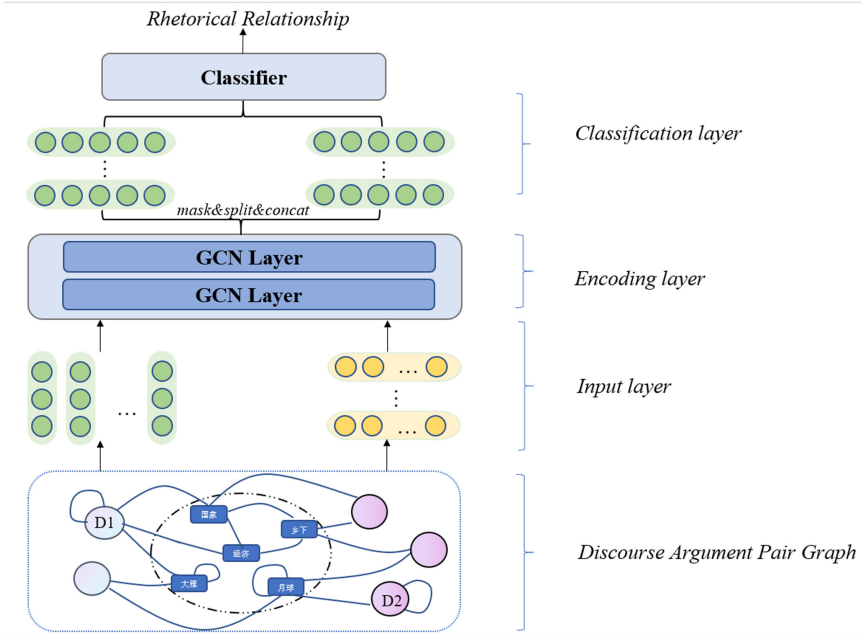 Rhetorical Relationship
Classifier
Classification layer
mask&split&concat
GCN Layer
GCN Layer
Encoding layer
Input layer
D1
国家
乡下
经济
大雁
月球
D2
Discourse Argument Pair Graph